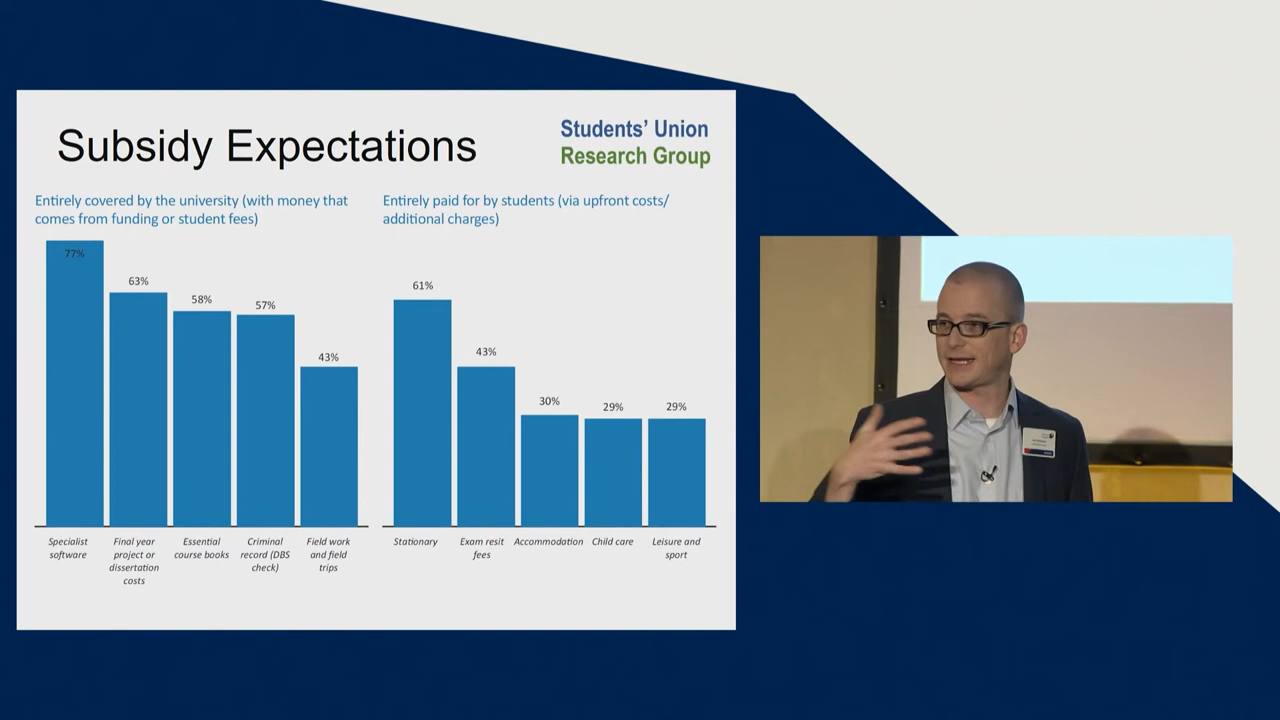 Subsidy Expectations
Students’ Union
Research Group
Entirely covered by the university (with money that
comes from funding or student fees)
77%
63%
58%
57%
43%
Specialist
software
Final year
project or
dissertation
costs
Essential
course books
Criminal
record (DBS
check)
Field work
and field
trips
Entirely paid for by students (via upfront costs/
additional charges)
61%
43%
30%
29%
29%
Stationary
Exam resit
fees
Accommodation
Child care
Leisure and
sport